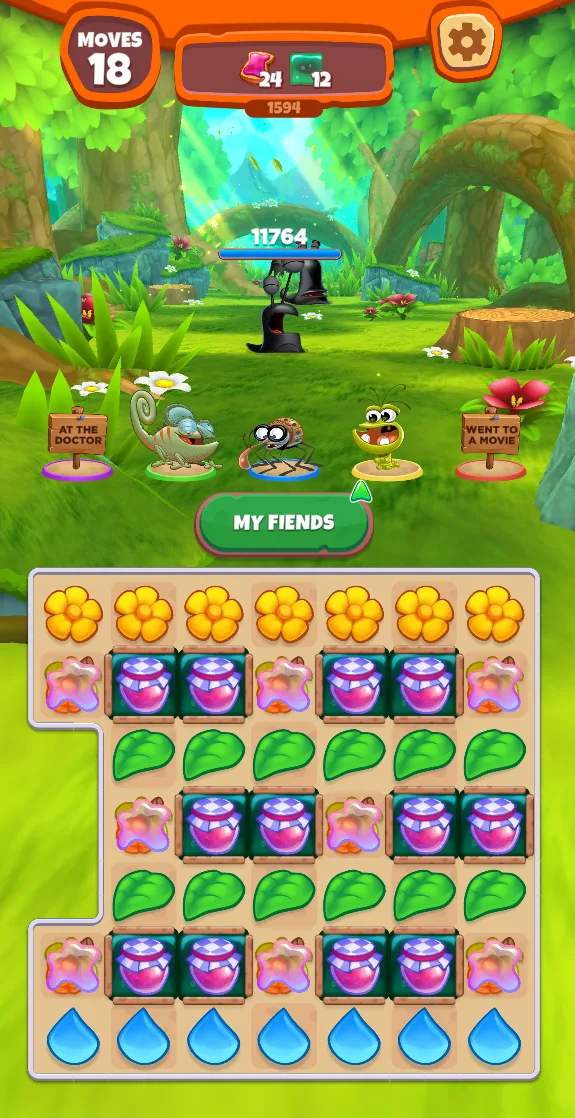 MOVES
18
24
12
1594
11764
AT THE
DOCTOR
WENT TO
A MOVIE
MY FIENDS